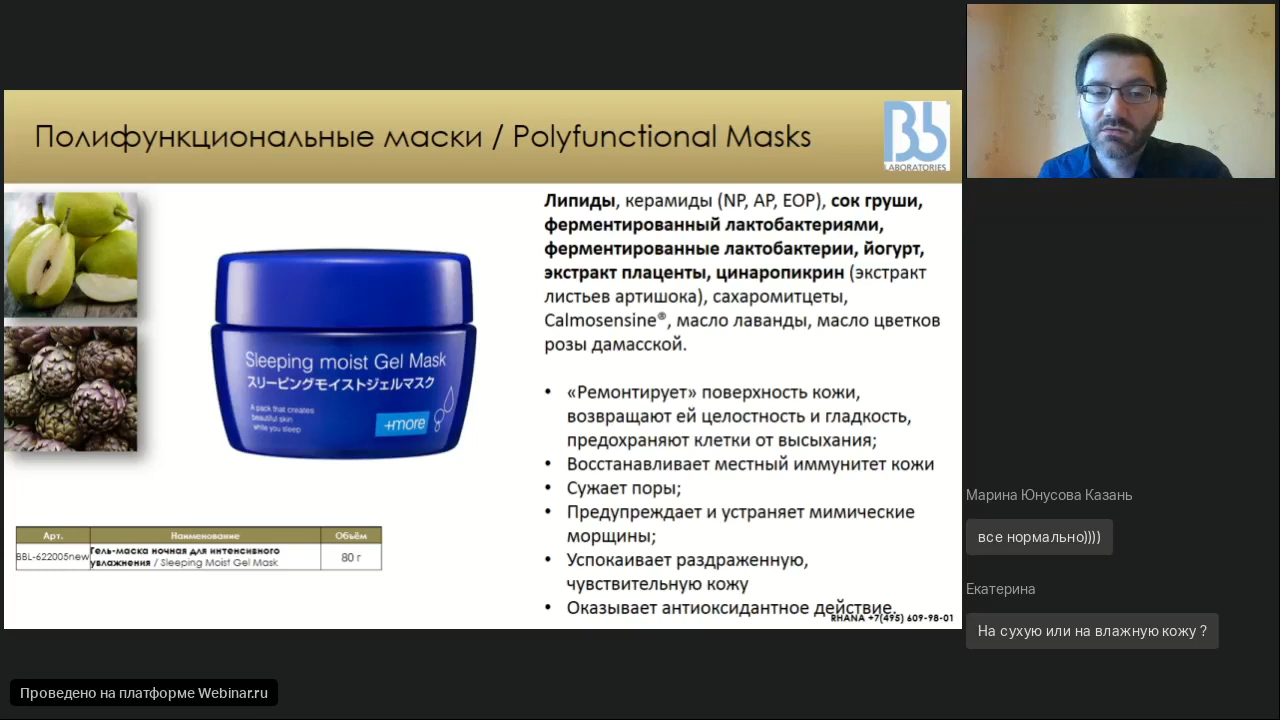 Полифункциональные маски / Polyfunctional Masks
Bb
LABORATORIES
Липиды, керамиды (NP, AP, EOP), сок груши,
ферментированный лактобактериями,
ферментированные лактобактерии, йогурт,
экстракт плаценты, цинаропикрин (экстракт
листьев артишока), сахаромитцеты,
Calmosensine®, масло лаванды, масло цветков
розы дамасской.
• «Ремонтирует» поверхность кожи,
возвращают ей целостность и гладкость,
предохраняют клетки от высыхания;
• Восстанавливает местный иммунитет кожи
• Сужает поры;
• Предупреждает и устраняет мимические
морщины;
• Успокаивает раздраженную,
чувствительную кожу
• Оказывает антиоксидантное действие.
RHANA +7(495) 609-98-01
Sleeping moist Gel Mask
スリーピングモイストジェルマスク
A pack that creates
beautiful skin
while you sleep
+more
Арт. Наименование Объём
BBL-622005new Гель-маска ночная для интенсивного
увлажнения / Sleeping Moist Gel Mask 80 г
Марина Юнусова Казань
все нормально))))
Екатерина
На сухую или на влажную кожу ?
Проведено на платформе Webinar.ru